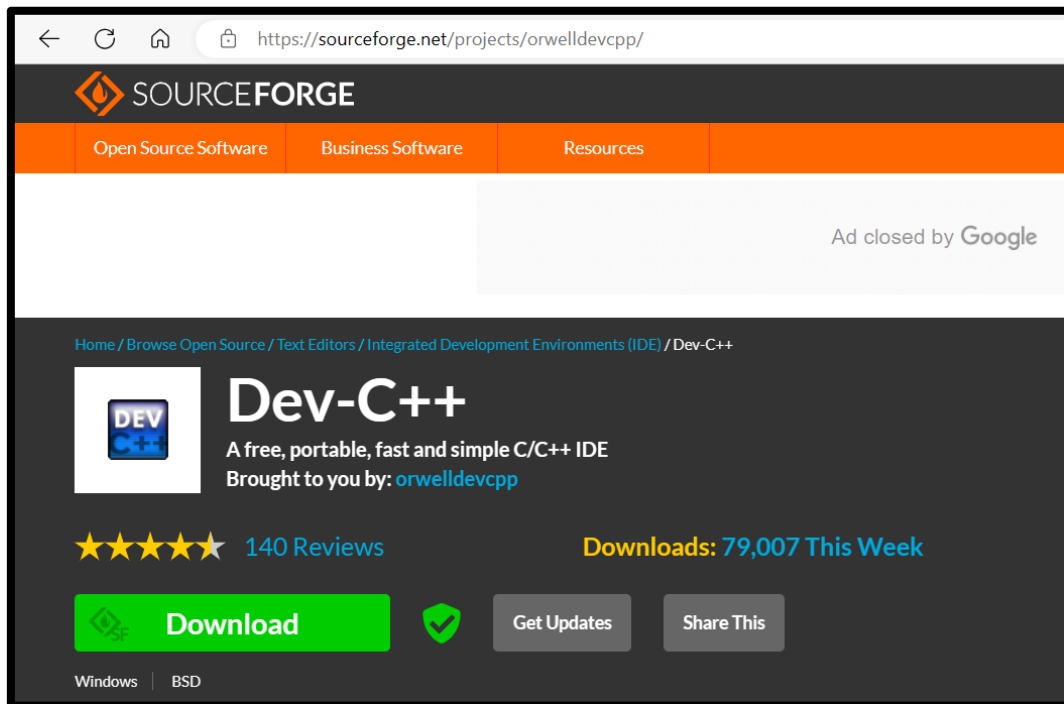 https://sourceforge.net/projects/orwelldevcpp/
SOURCEFORGE
Open Source Software Business Software Resources
Ad closed by Google
Home / Browse Open Source / Text Editors / Integrated Development Environments (IDE) / Dev-C++
DEV
C++
Dev-C++
A free, portable, fast and simple C/C++ IDE
Brought to you by: orwelldevcpp
140 Reviews Downloads: 79,007 This Week
SF Download Get Updates Share This
Windows BSD